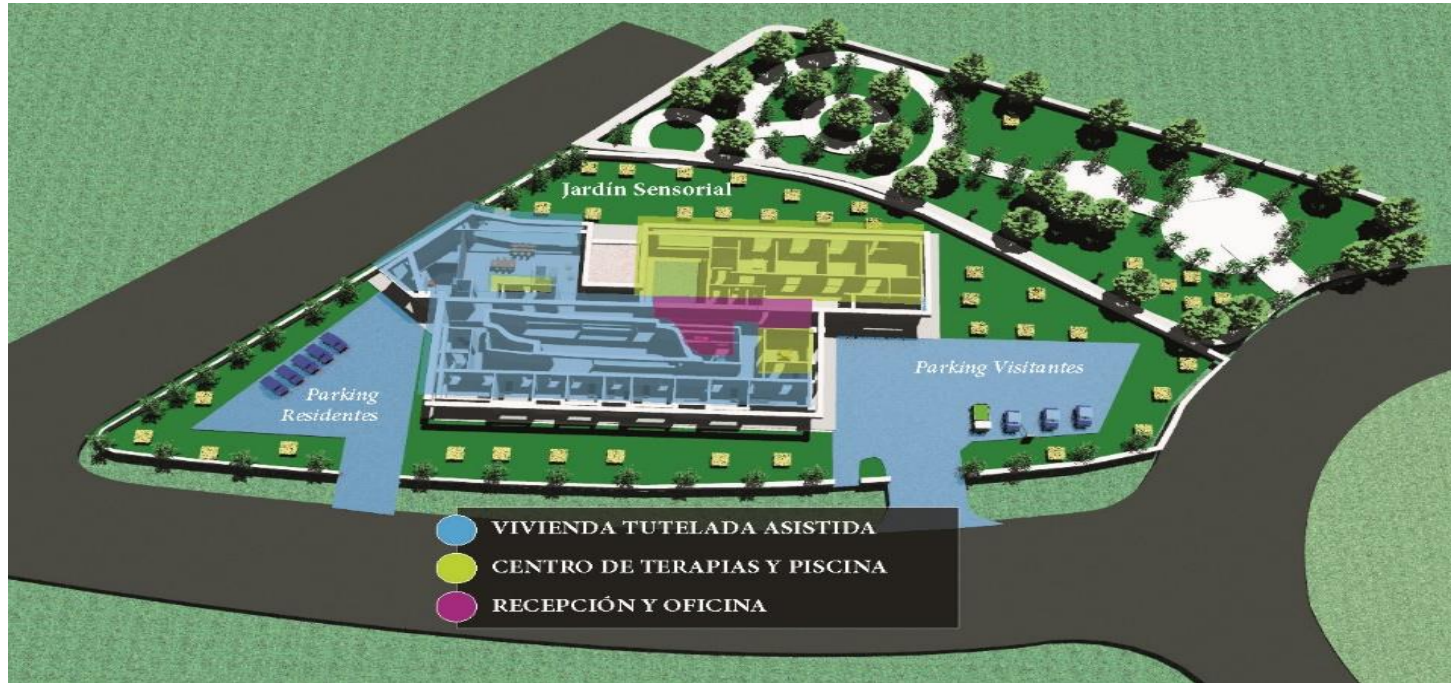 Jardín Sensorial
Parking Visitantes
Parking
Residentes
VIVIENDA TUTELADA ASISTIDA
CENTRO DE TERAPIAS Y PISCINA
RECEPCIÓN Y OFICINA